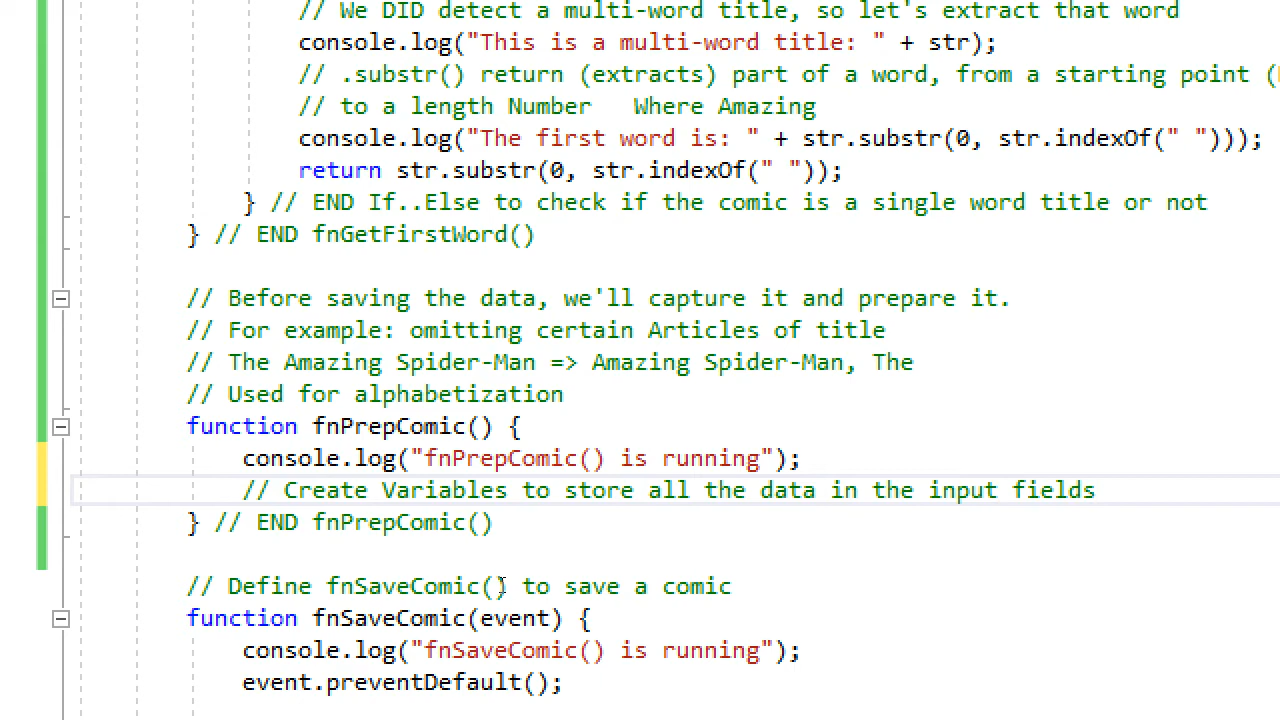 // We DID detect a multi-word title, so let's extract that word
console.log("This is a multi-word title: " + str);
// .substr() return (extracts) part of a word, from a starting point (
// to a length Number   Where Amazing
console.log("The first word is: " + str.substr(0, str.indexOf(" ")));
return str.substr(0, str.indexOf(" "));
} // END If..Else to check if the comic is a single word title or not
} // END fnGetFirstWord()
// Before saving the data, we'll capture it and prepare it.
// For example: omitting certain Articles of title
// The Amazing Spider-Man => Amazing Spider-Man, The
// Used for alphabetization
function fnPrepComic() {
console.log("fnPrepComic() is running");
// Create Variables to store all the data in the input fields
} // END fnPrepComic()
// Define fnSaveComic() to save a comic
function fnSaveComic(event) {
console.log("fnSaveComic() is running");
event.preventDefault();